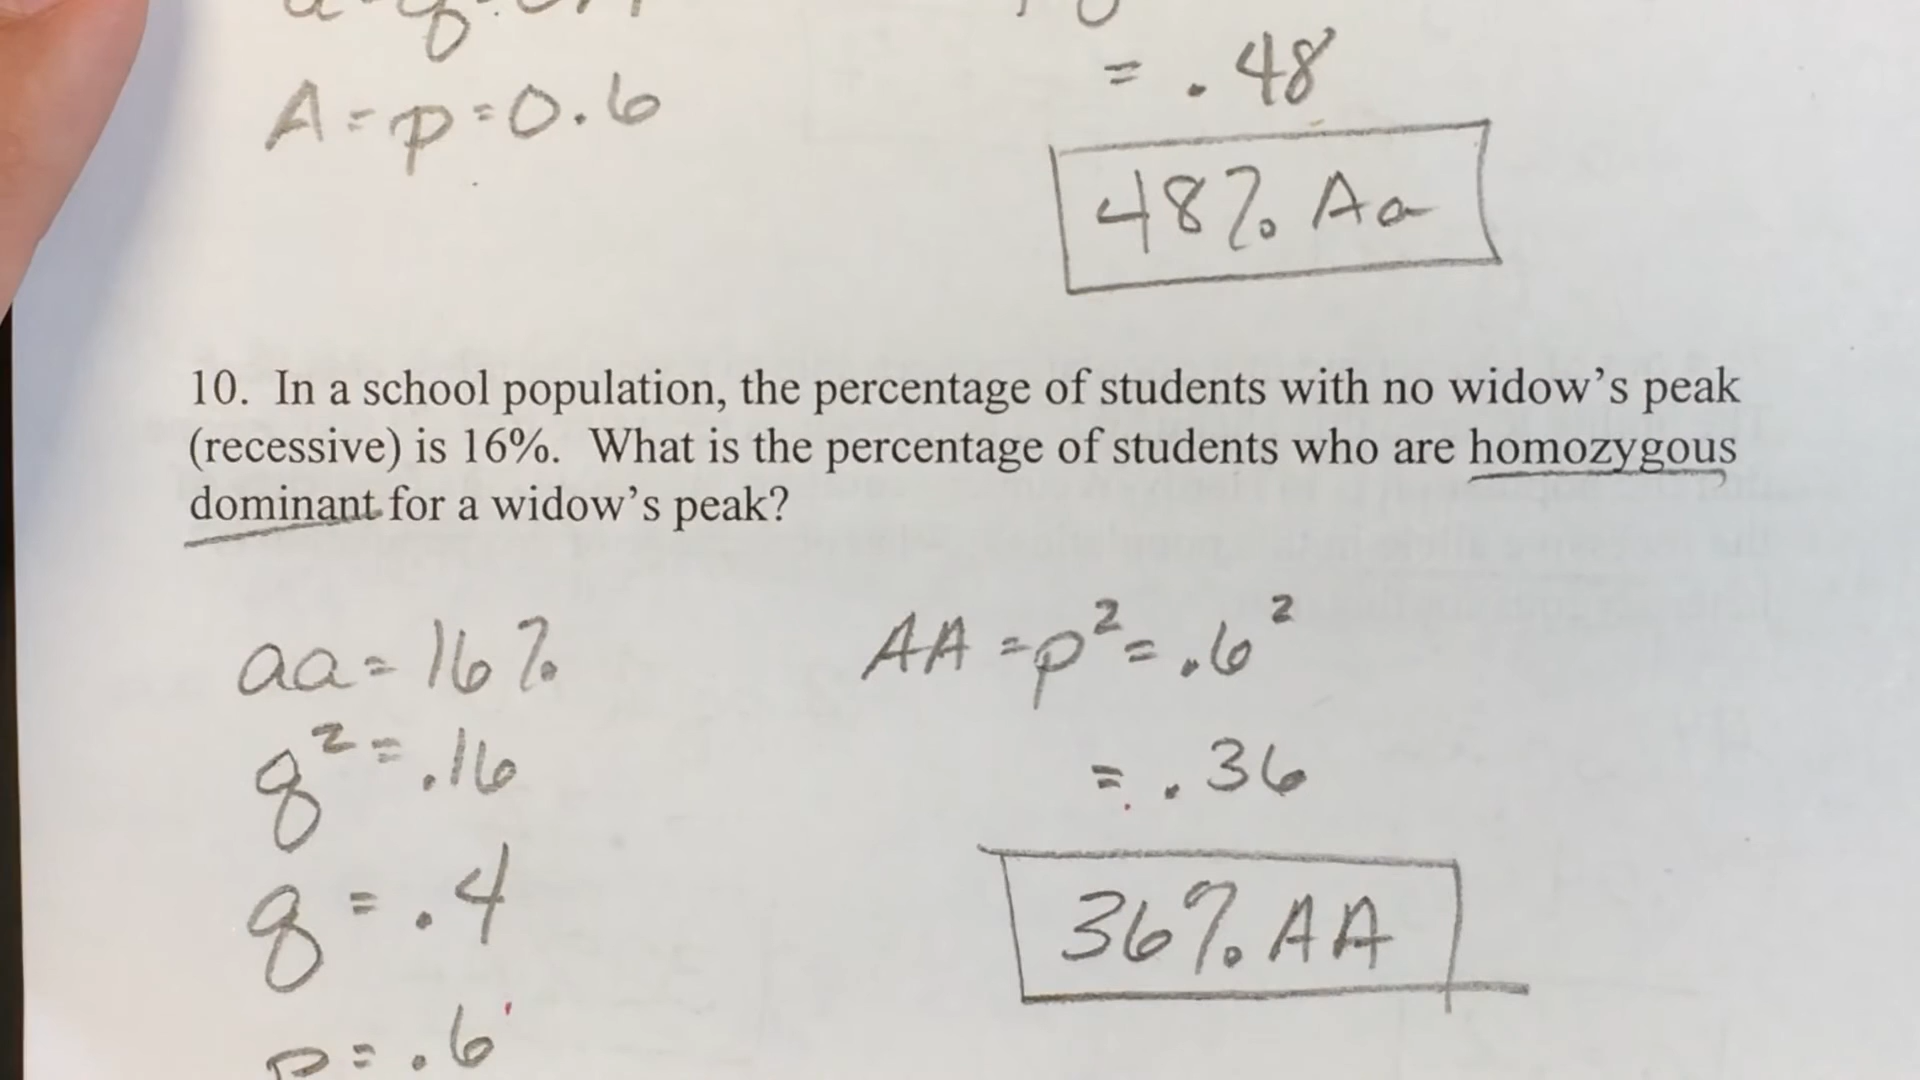 = .48
A=p=0.6
48% Aa
10. In a school population, the percentage of students with no widow's peak
(recessive) is 16%. What is the percentage of students who are homozygous
dominant for a widow's peak?
aa=16%
q²=.16
q=.4
p=.6
AA=p²=.6²
=.36
36% AA